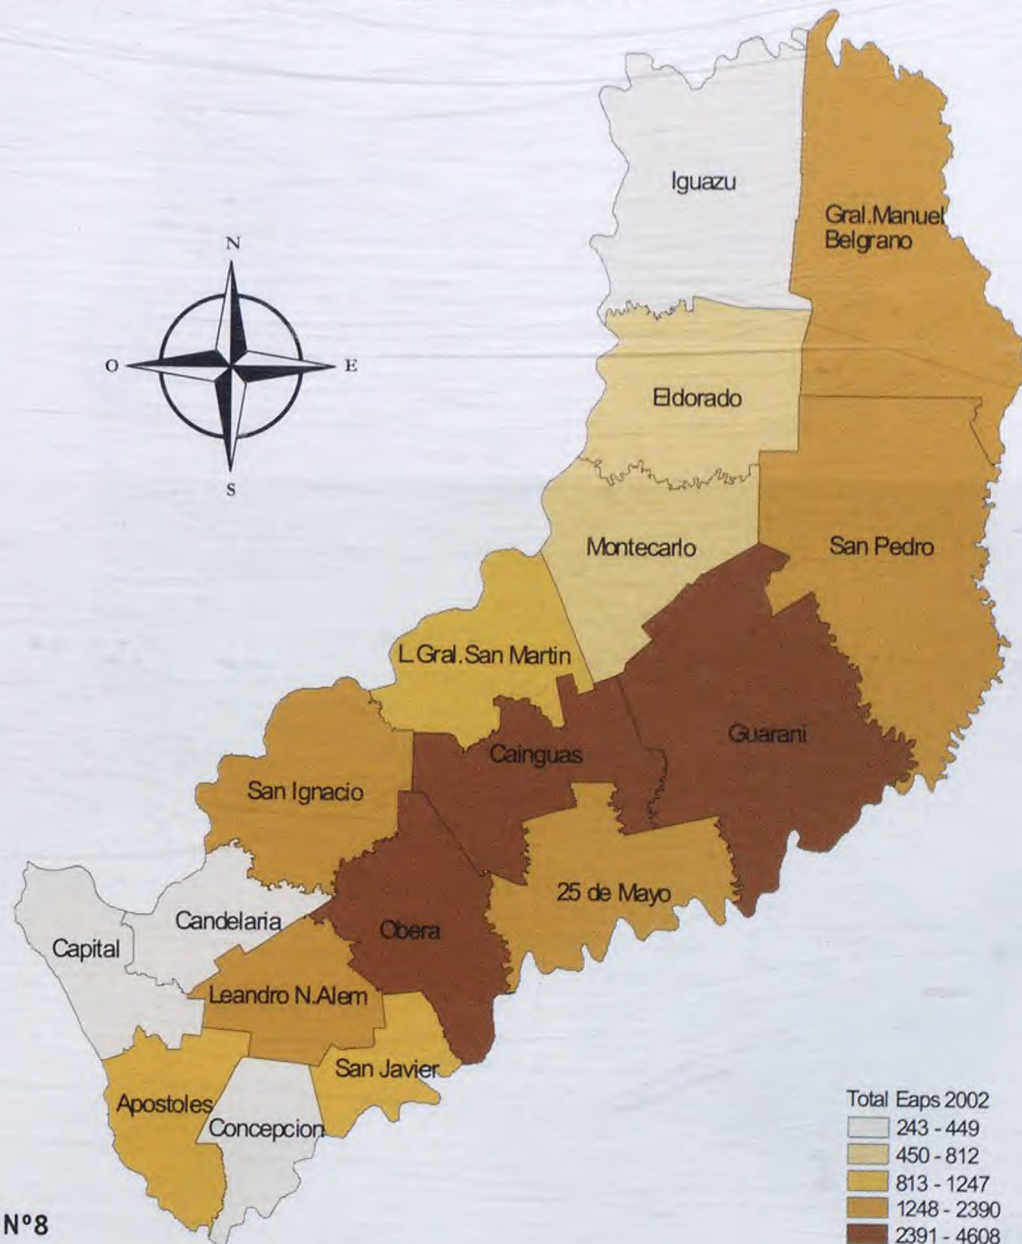 Iguazu
Gral.Manuel
Belgrano
N
O
E
S
Eldorado
Montecarlo
San Pedro
L.Gral.San Martin
Guarani
Cainguas
San Ignacio
25 de Mayo
Candelaria
Obera
Capital
Leandro N.Alem
San Javier
Apostoles
Concepcion
Total Eaps 2002
243 - 449
450 - 812
813 - 1247
1248 - 2390
2391 - 4608
Nº8